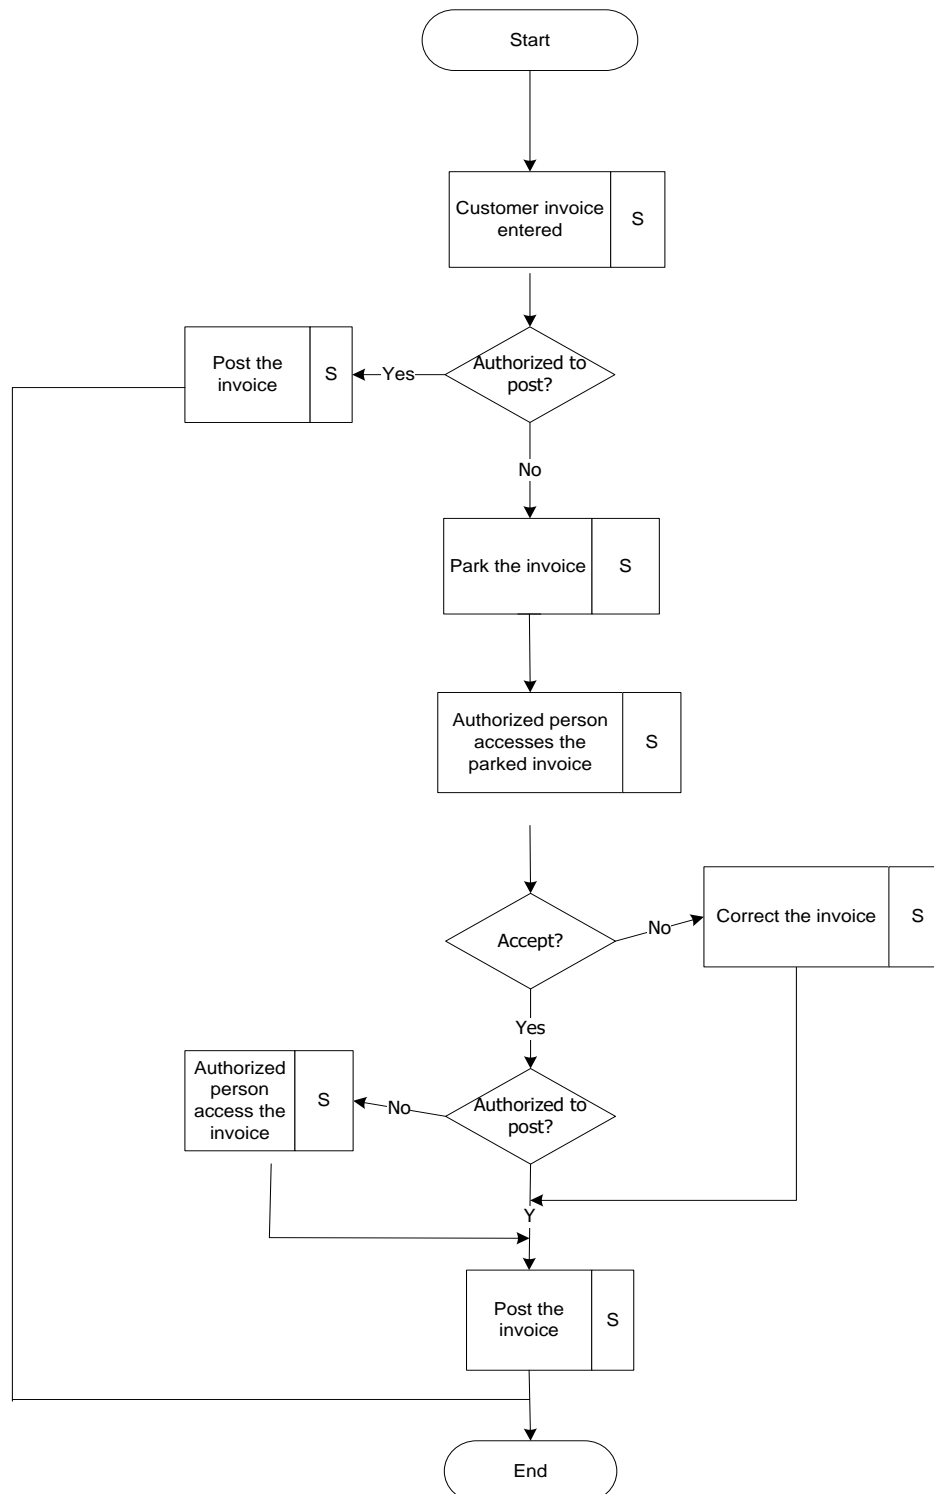 Start
Customer invoice
entered
S
Authorized to
post?
Yes
Post the
invoice
S
No
Park the invoice
S
Authorized person
accesses the
parked invoice
S
Accept?
No
Correct the invoice
S
Yes
Authorized to
post?
No
Authorized
person
access the
invoice
S
Y
Post the
invoice
S
End